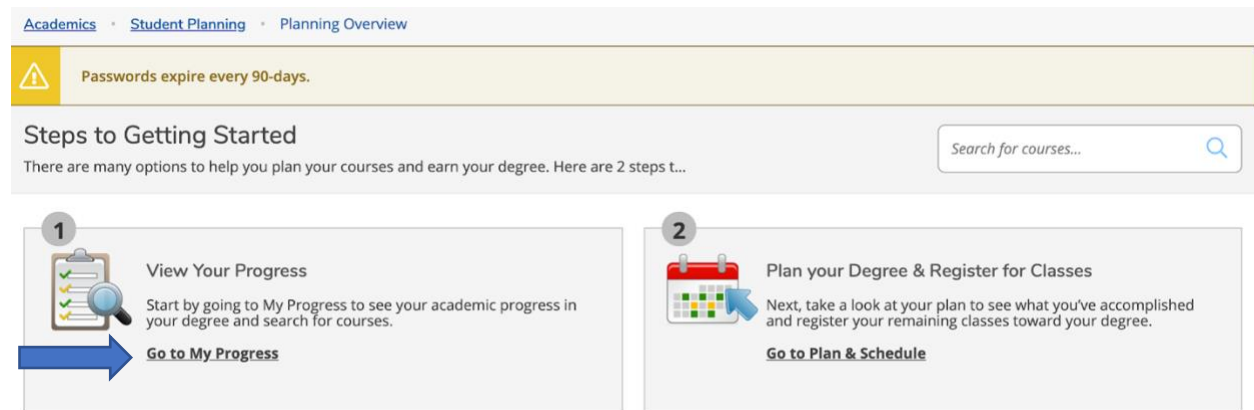 Academics · Student Planning · Planning Overview
Passwords expire every 90-days.
Steps to Getting Started
There are many options to help you plan your courses and earn your degree. Here are 2 steps t...
Search for courses...
1
View Your Progress
Start by going to My Progress to see your academic progress in
your degree and search for courses.
Go to My Progress
2
Plan your Degree & Register for Classes
Next, take a look at your plan to see what you've accomplished
and register your remaining classes toward your degree.
Go to Plan & Schedule